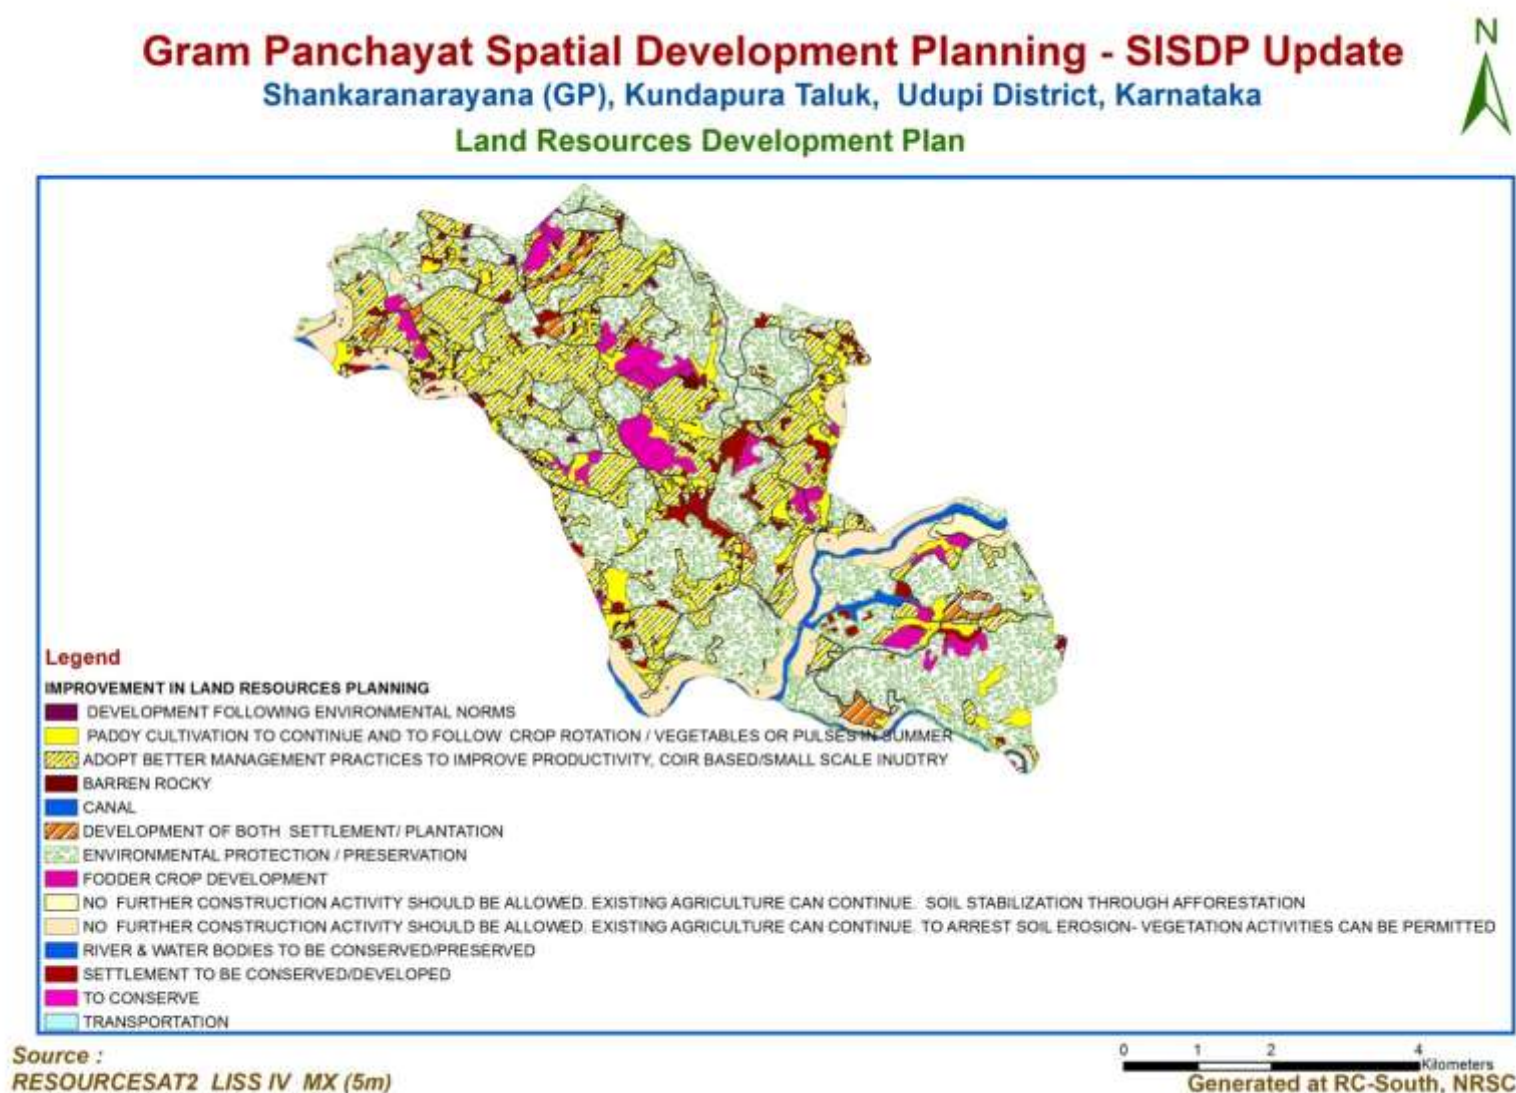 Gram Panchayat Spatial Development Planning - SISDP Update
N
Shankaranarayana (GP), Kundapura Taluk, Udupi District, Karnataka
Land Resources Development Plan
Legend
IMPROVEMENT IN LAND RESOURCES PLANNING
DEVELOPMENT FOLLOWING ENVIRONMENTAL NORMS
PADDY CULTIVATION TO CONTINUE AND TO FOLLOW CROP ROTATION / VEGETABLES OR PULSES IN SUMMER
ADOPT BETTER MANAGEMENT PRACTICES TO IMPROVE PRODUCTIVITY, COIR BASED/SMALL SCALE INUDTRY
BARREN ROCKY
CANAL
DEVELOPMENT OF BOTH SETTLEMENT/ PLANTATION
ENVIRONMENTAL PROTECTION / PRESERVATION
FODDER CROP DEVELOPMENT
NO FURTHER CONSTRUCTION ACTIVITY SHOULD BE ALLOWED. EXISTING AGRICULTURE CAN CONTINUE. SOIL STABILIZATION THROUGH AFFORESTATION
NO FURTHER CONSTRUCTION ACTIVITY SHOULD BE ALLOWED. EXISTING AGRICULTURE CAN CONTINUE. TO ARREST SOIL EROSION- VEGETATION ACTIVITIES CAN BE PERMITTED
RIVER & WATER BODIES TO BE CONSERVED/PRESERVED
SETTLEMENT TO BE CONSERVED/DEVELOPED
TO CONSERVE
TRANSPORTATION
Source :
RESOURCESAT2 LISS IV MX (5m)
0 1 2 4
Kilometers
Generated at RC-South, NRSC